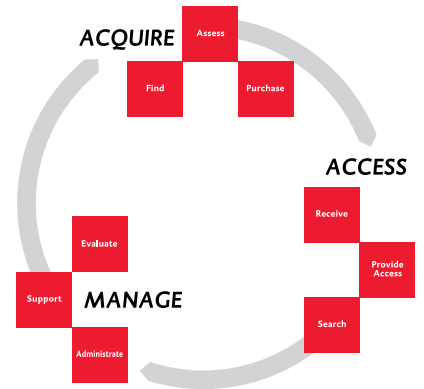 ACQUIRE
Assess
Find
Purchase
ACCESS
Receive
Provide
Access
Search
Evaluate
Support
MANAGE
Administrate